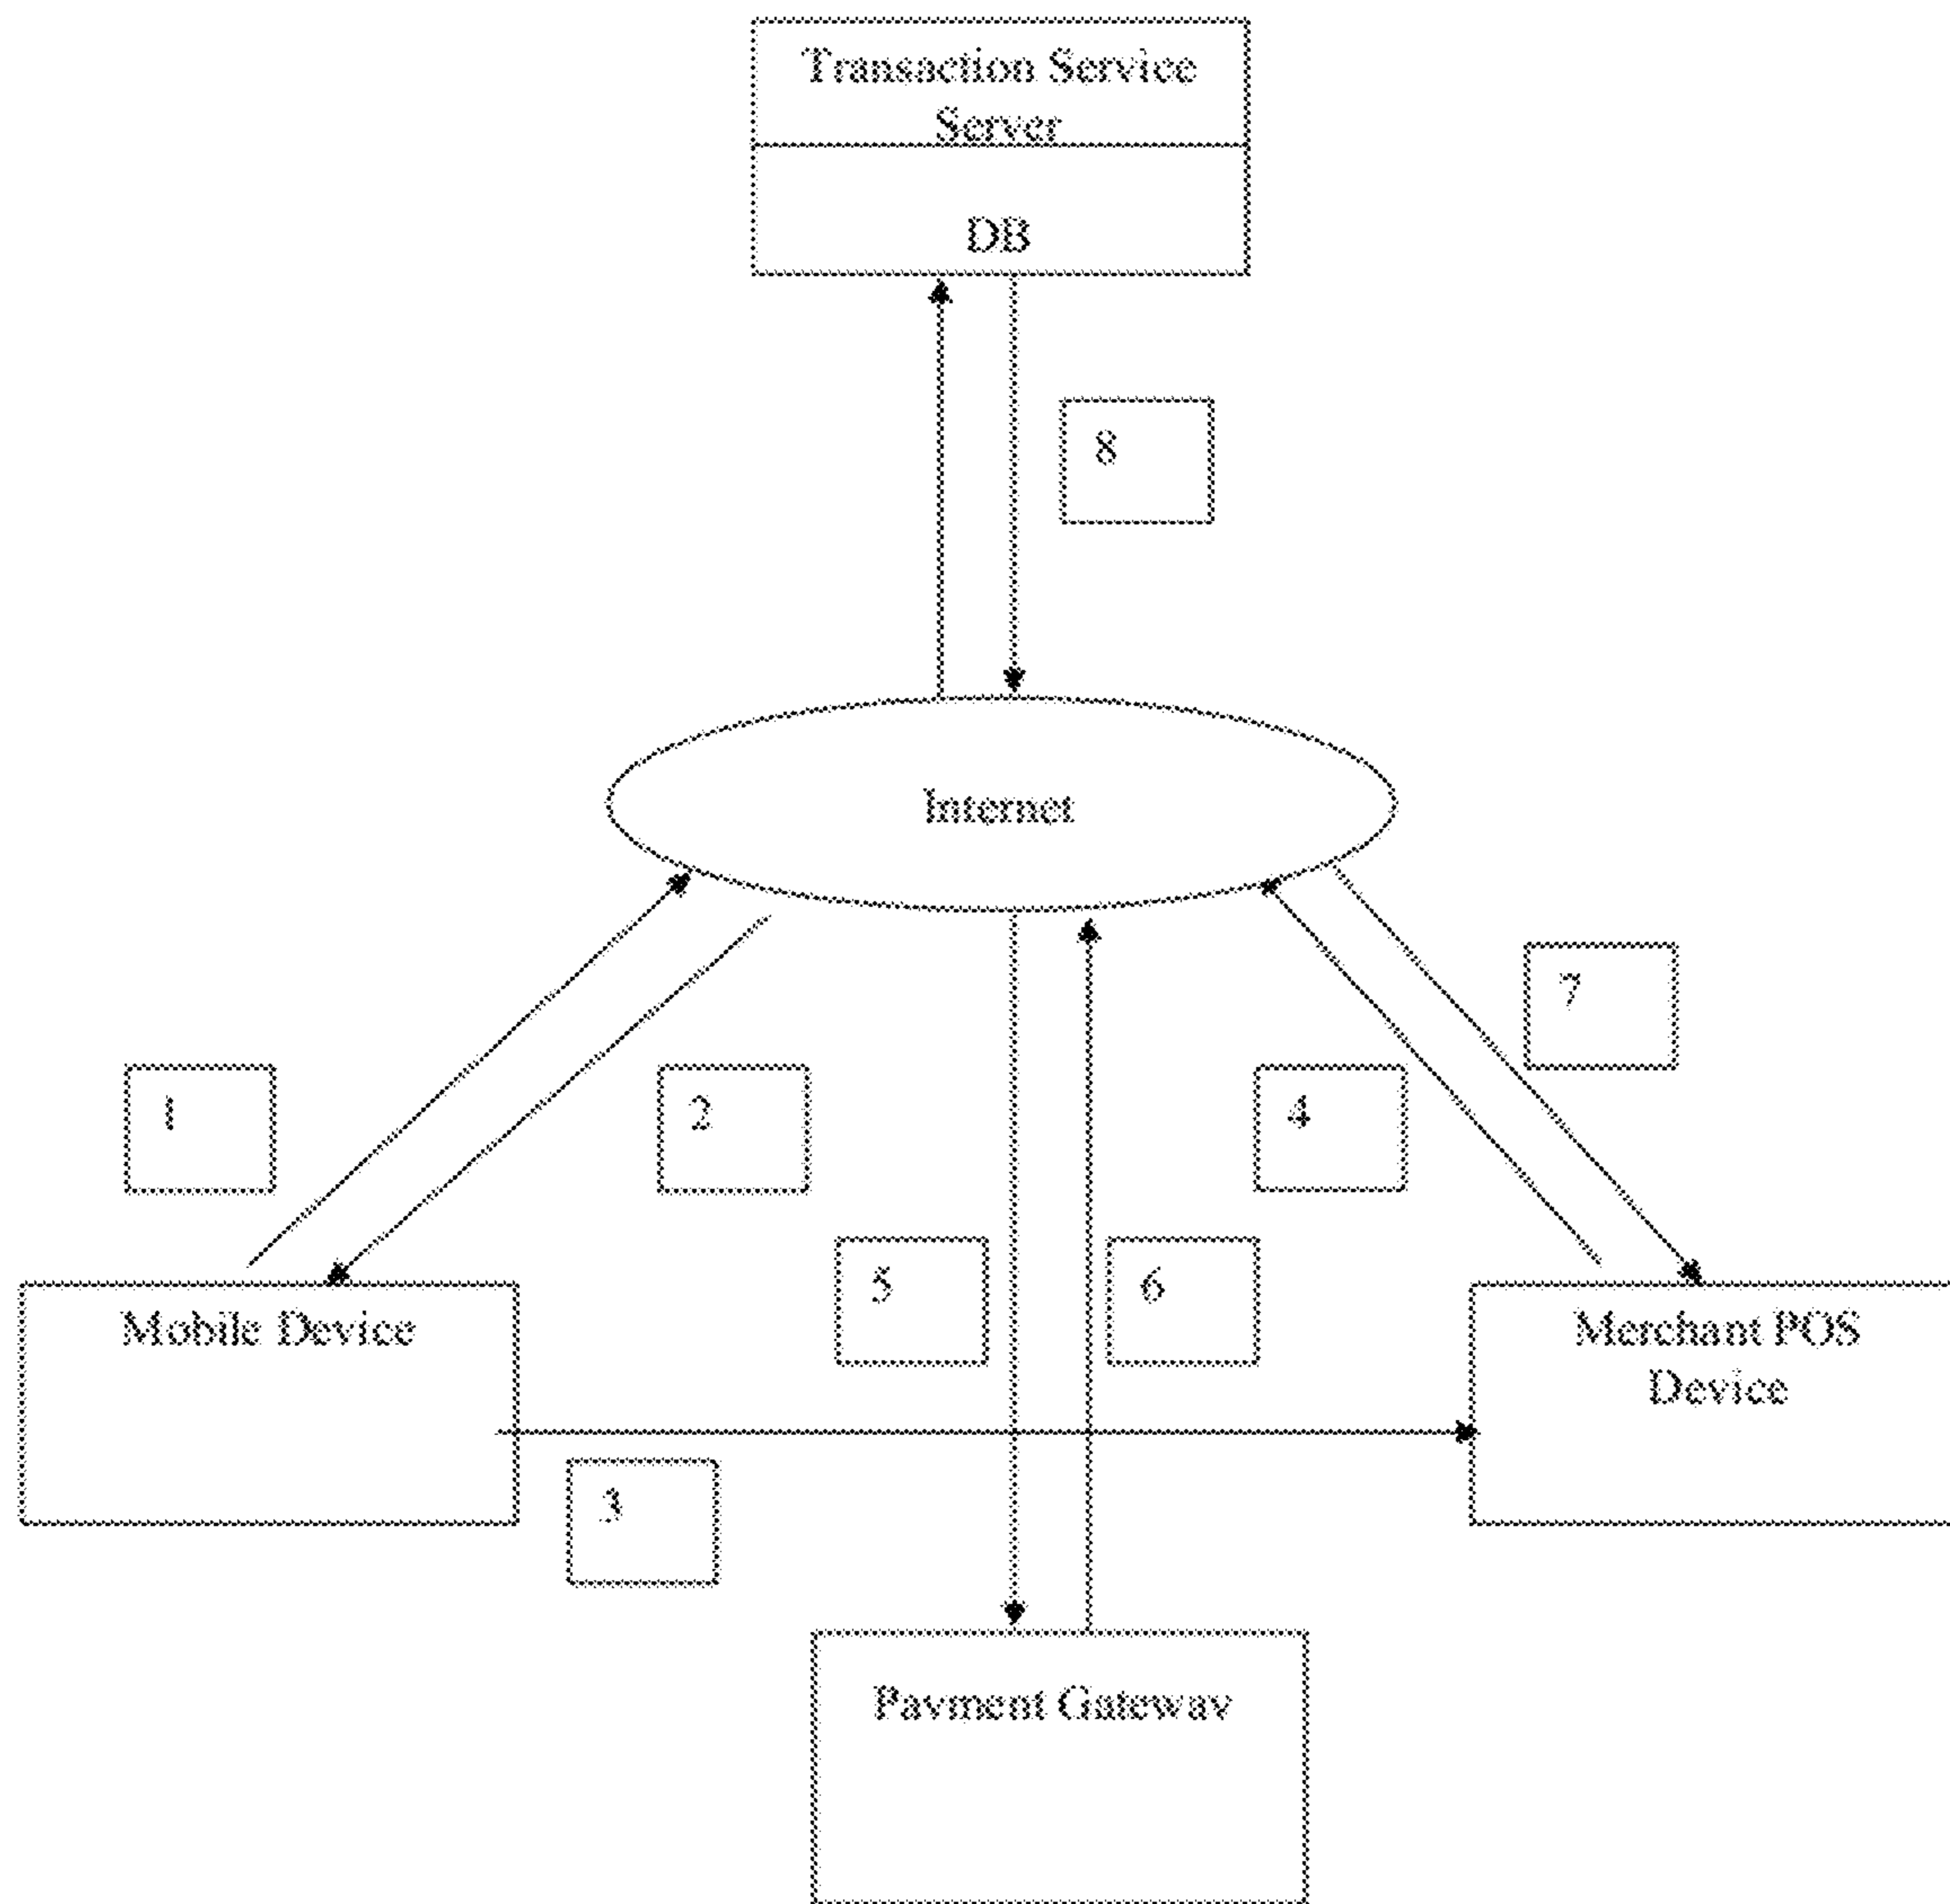 Transaction Service
Server
DB
8
Internet
7
1
2
4
5
6
Mobile Device
Merchant POS
Device
3
Payment Gateway